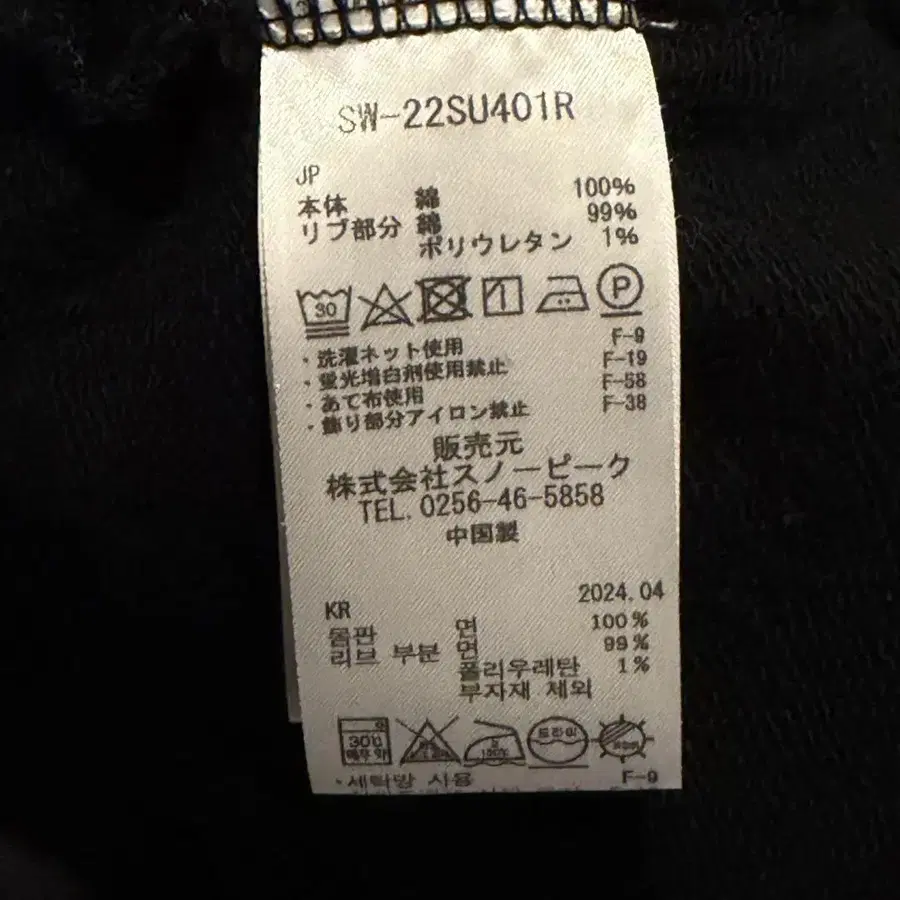 SW-22SU401R
JP
本体 綿 100%
リブ部分 綿 99%
ポリウレタン 1%
30 P
・洗濯ネット使用 F-9
・蛍光増白剤使用禁止 F-19
・あて布使用 F-58
・飾り部分アイロン禁止 F-38
販売元
株式会社スノーピーク
TEL. 0256-46-5858
中国製
2024.04
KR
몸판 면 100%
리브 부분 면 99%
폴리우레탄 1%
부자재 제외
30℃ 드라이
·세탁망 사용 F-9